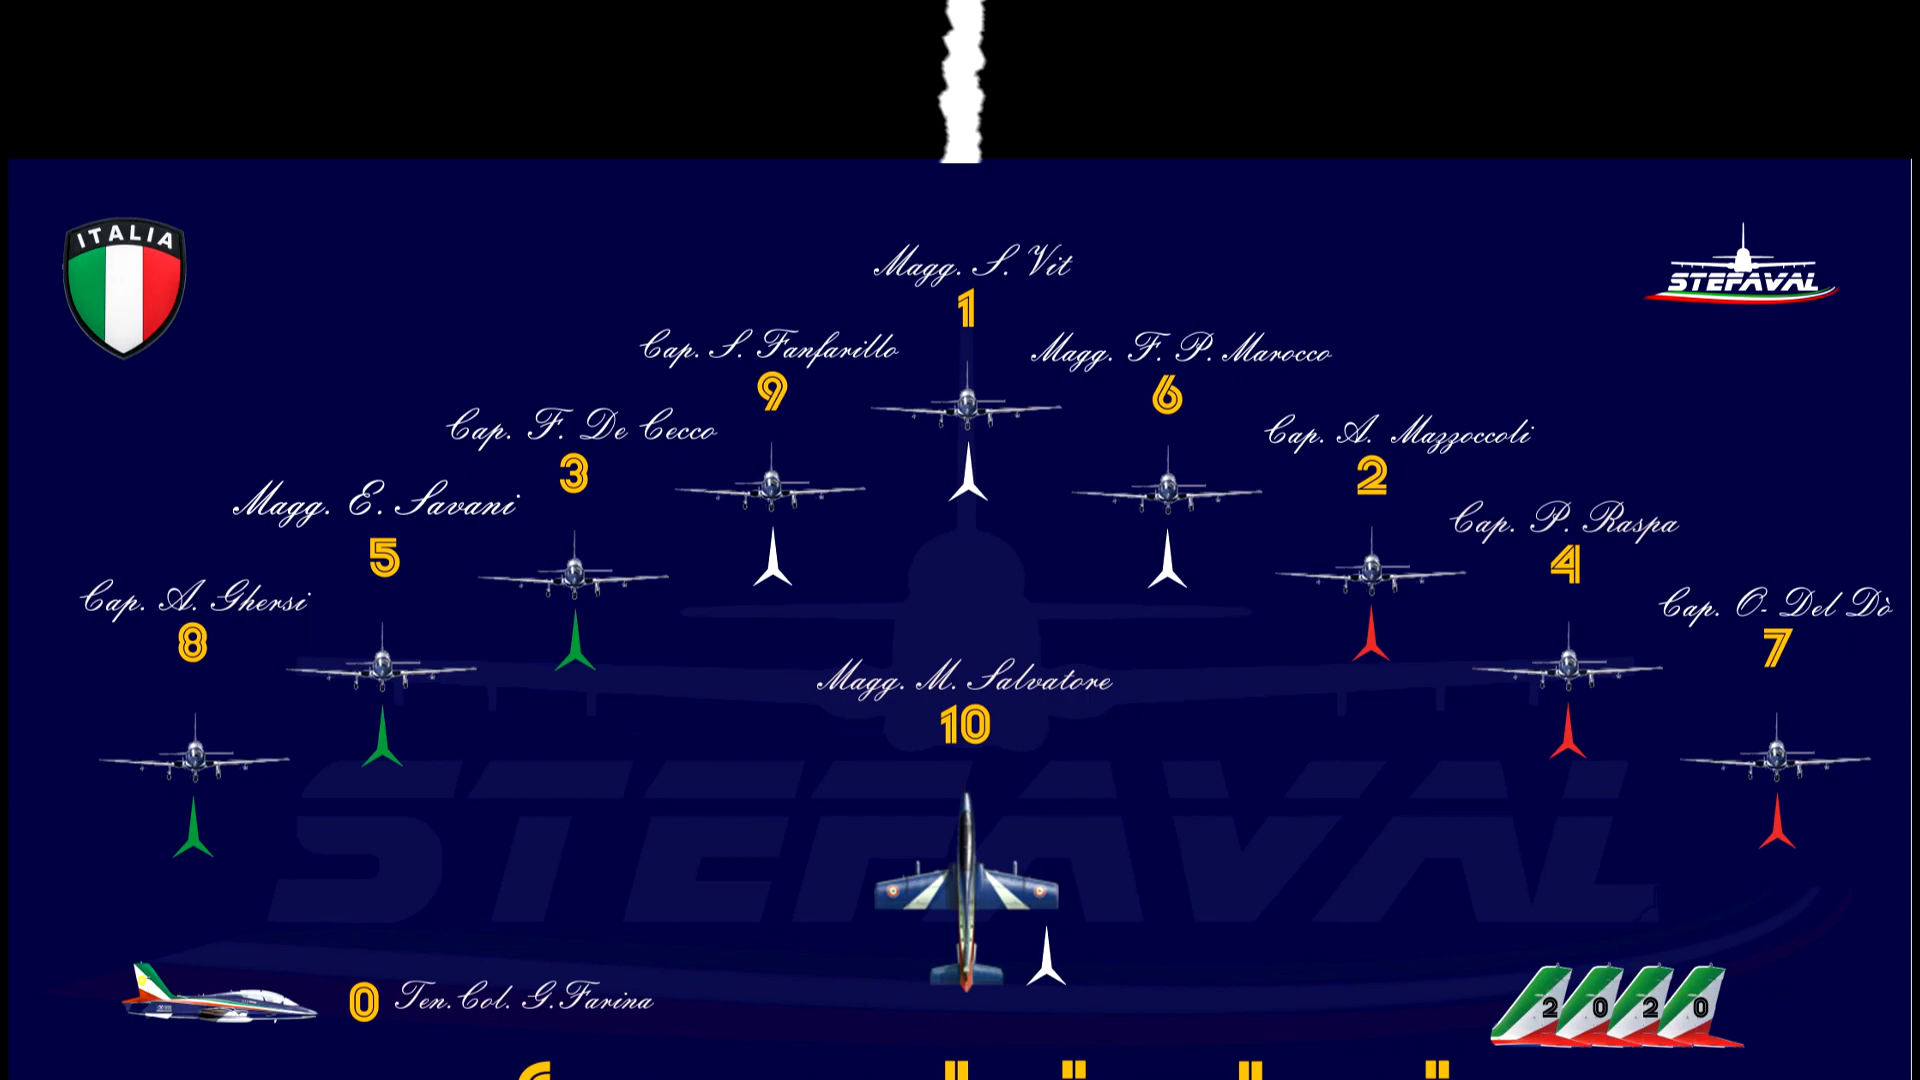 ITALIA
STEFAVAL
Magg. S. Vit
1
Cap. S. Fanfarillo
9
Magg. F. P. Marocco
6
Cap. F. De Cecco
3
Cap. A. Mazzoccoli
2
Magg. E. Savani
5
Cap. P. Raspa
4
Cap. A. Ghersi
8
Cap. O- Del Dò
7
Magg. M. Salvatore
10
STEFAVAL
0 Ten.Col. G.Farina
2020